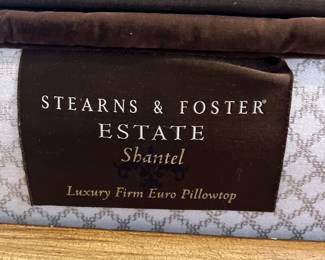 STEARNS & FOSTER®
ESTATE
Shantel
Luxury Firm Euro Pillowtop